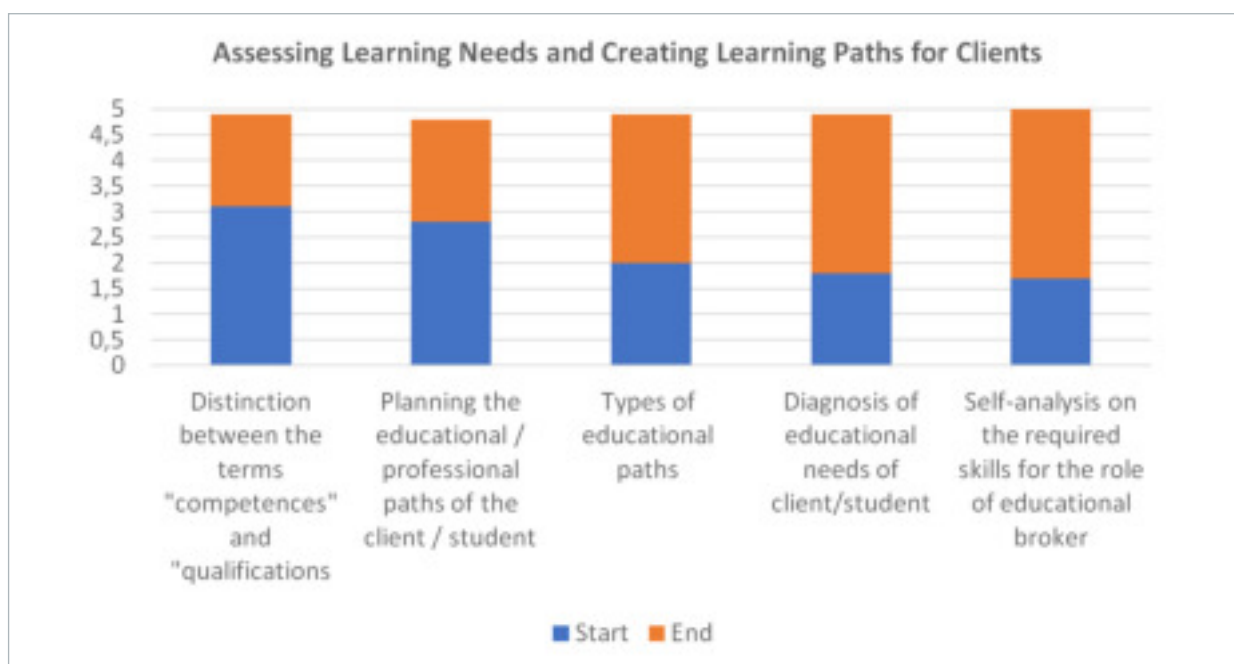 Assessing Learning Needs and Creating Learning Paths for Clients
5
4,5
4
3,5
3
2,5
2
1,5
1
0,5
0
Distinction
between the
terms
"competences"
and
"qualifications
Planning the
educational /
professional
paths of the
client / student
Types of
educational
paths
Diagnosis of
educational
needs of
client/student
Self-analysis on
the required
skills for the role
of educational
broker
Start
End